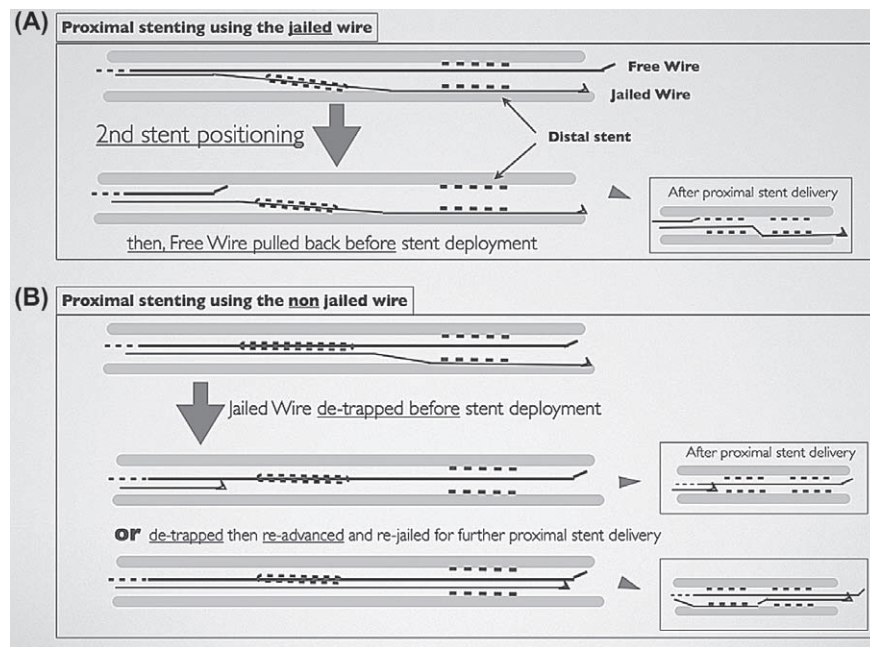 (A) Proximal stenting using the jailed wire
Free Wire
Jailed Wire
2nd stent positioning
Distal stent
After proximal stent delivery
then, Free Wire pulled back before stent deployment
(B) Proximal stenting using the non jailed wire
Jailed Wire de-trapped before stent deployment
After proximal stent delivery
or de-trapped then re-advanced and re-jailed for further proximal stent delivery